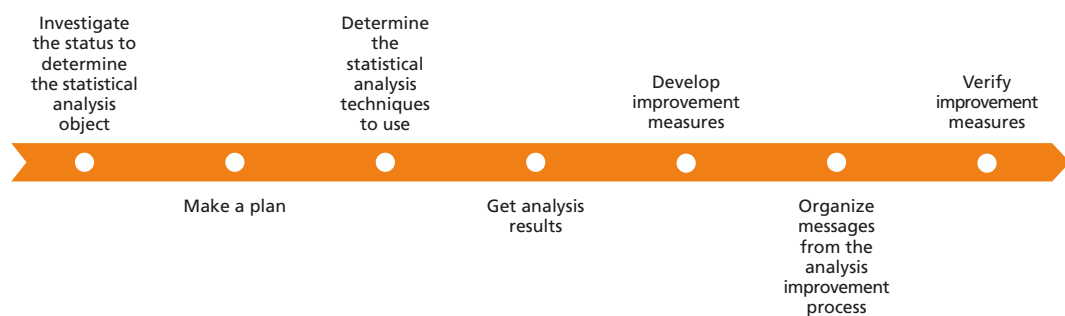 Investigate
the status to
determine
the statistical
analysis
object
Make a plan
Determine
the
statistical
analysis
techniques
to use
Get analysis
results
Develop
improvement
measures
Organize
messages
from the
analysis
improvement
process
Verify
improvement
measures